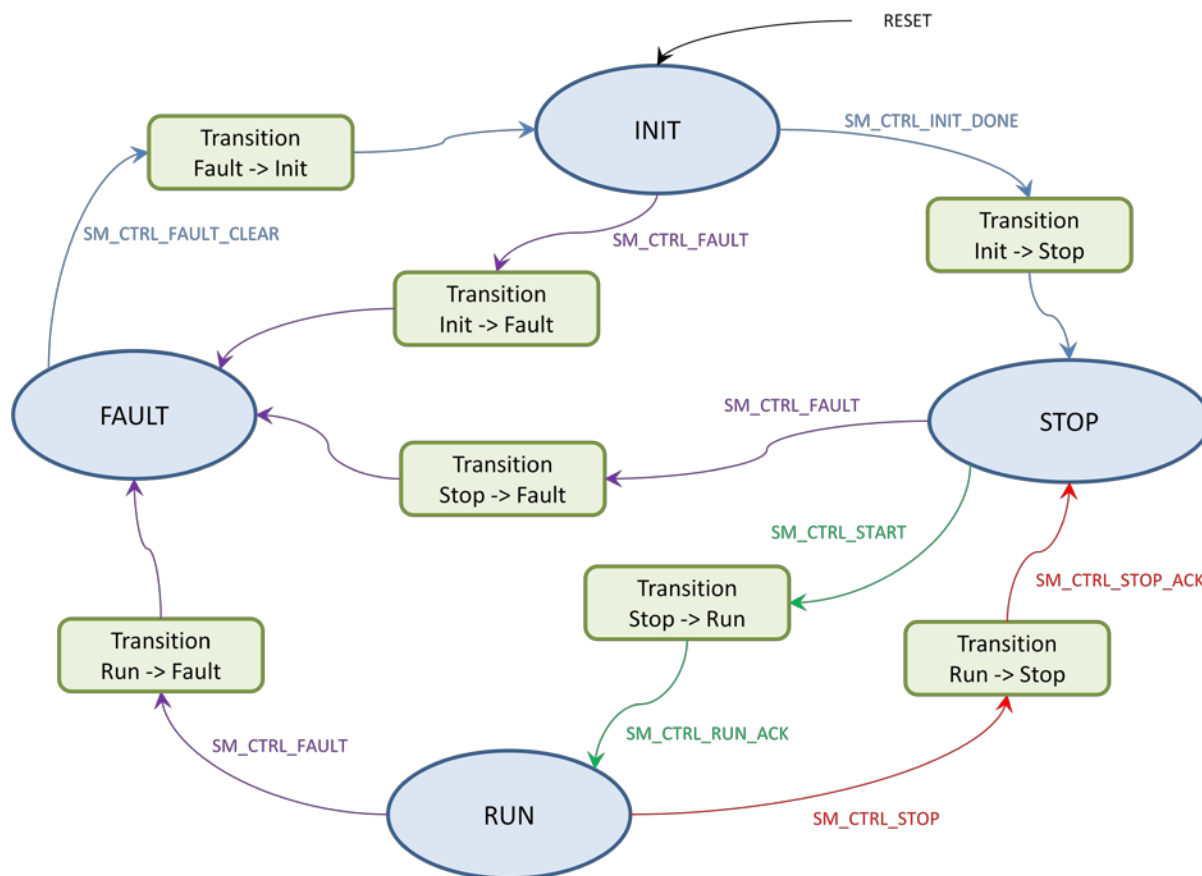 RESET
INIT
SM_CTRL_INIT_DONE
Transition
Fault -> Init
SM_CTRL_FAULT_CLEAR
SM_CTRL_FAULT
Transition
Init -> Stop
Transition
Init -> Fault
FAULT
SM_CTRL_FAULT
STOP
Transition
Stop -> Fault
SM_CTRL_START
SM_CTRL_STOP_ACK
Transition
Stop -> Run
Transition
Run -> Fault
Transition
Run -> Stop
SM_CTRL_FAULT
SM_CTRL_RUN_ACK
RUN
SM_CTRL_STOP